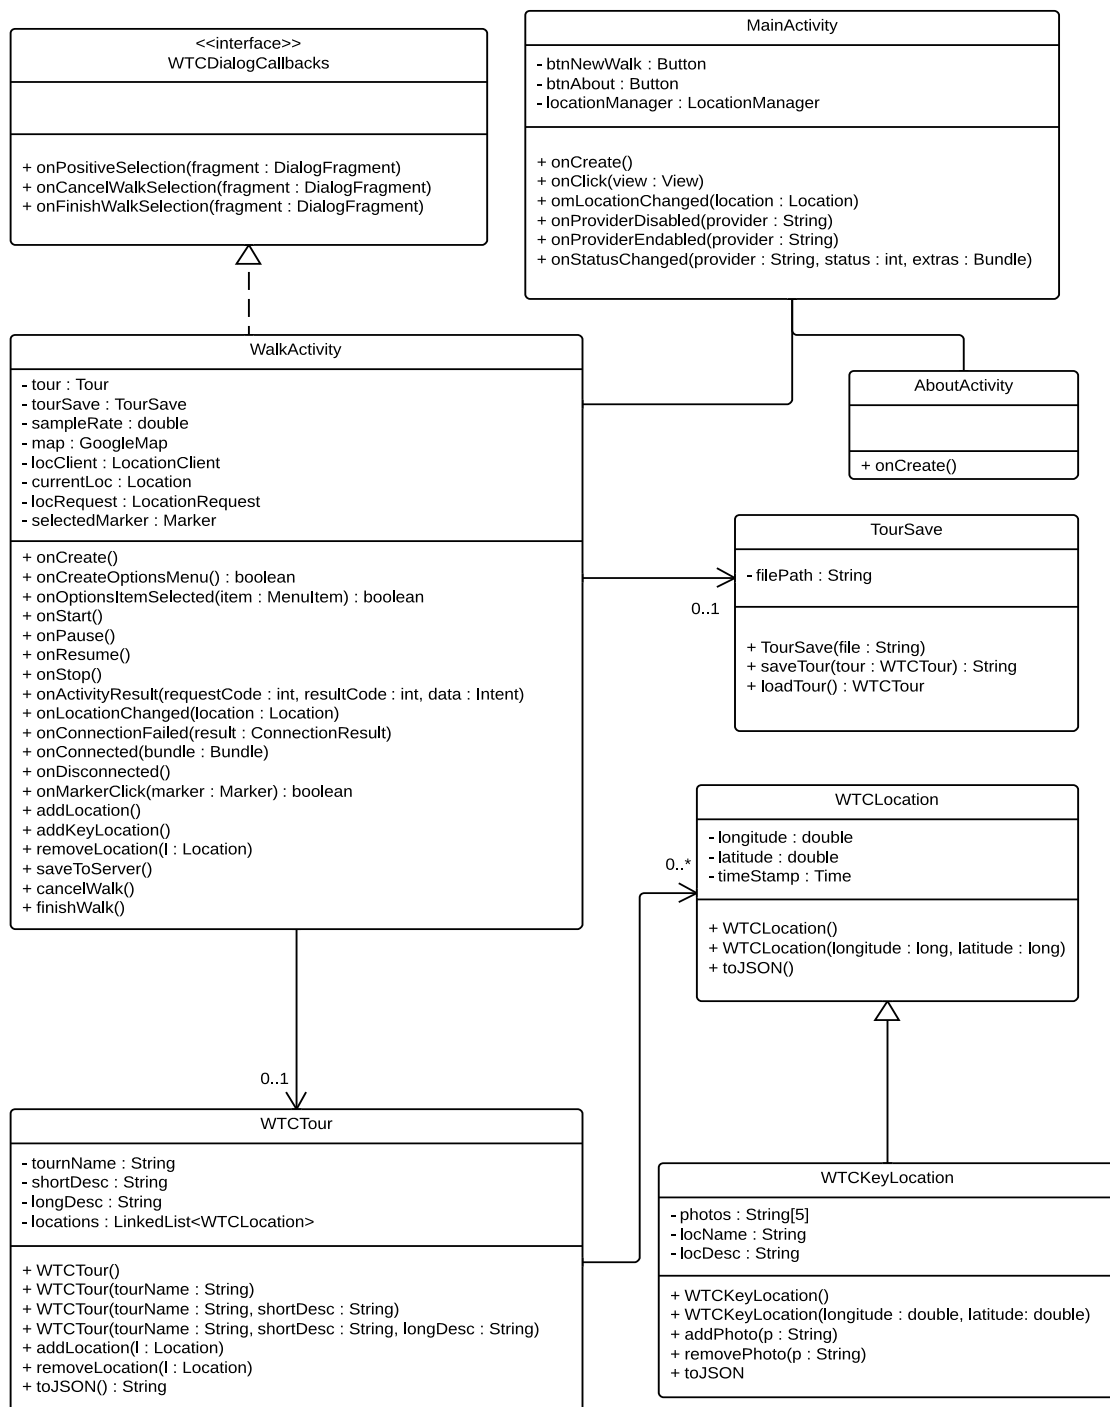 <<interface>>
WTCDialogCallbacks
+ onPositiveSelection(fragment : DialogFragment)
+ onCancelWalkSelection(fragment : DialogFragment)
+ onFinishWalkSelection(fragment : DialogFragment)
MainActivity
- btnNewWalk : Button
- btnAbout : Button
- locationManager : LocationManager
+ onCreate()
+ onClick(view : View)
+ omLocationChanged(location : Location)
+ onProviderDisabled(provider : String)
+ onProviderEndabled(provider : String)
+ onStatusChanged(provider : String, status : int, extras : Bundle)
WalkActivity
- tour : Tour
- tourSave : TourSave
- sampleRate : double
- map : GoogleMap
- locClient : LocationClient
- currentLoc : Location
- locRequest : LocationRequest
- selectedMarker : Marker
+ onCreate()
+ onCreateOptionsMenu() : boolean
+ onOptionsItemSelected(item : MenuItem) : boolean
+ onStart()
+ onPause()
+ onResume()
+ onStop()
+ onActivityResult(requestCode : int, resultCode : int, data : Intent)
+ onLocationChanged(location : Location)
+ onConnectionFailed(result : ConnectionResult)
+ onConnected(bundle : Bundle)
+ onDisconnected()
+ onMarkerClick(marker : Marker) : boolean
+ addLocation()
+ addKeyLocation()
+ removeLocation(l : Location)
+ saveToServer()
+ cancelWalk()
+ finishWalk()
AboutActivity
+ onCreate()
TourSave
- filePath : String
+ TourSave(file : String)
+ saveTour(tour : WTCTour) : String
+ loadTour() : WTCTour
0..1
WTCLocation
- longitude : double
- latitude : double
- timeStamp : Time
+ WTCLocation()
+ WTCLocation(longitude : long, latitude : long)
+ toJSON()
0..*
0..1
WTCTour
- tournName : String
- shortDesc : String
- longDesc : String
- locations : LinkedList<WTCLocation>
+ WTCTour()
+ WTCTour(tourName : String)
+ WTCTour(tourName : String, shortDesc : String)
+ WTCTour(tourName : String, shortDesc : String, longDesc : String)
+ addLocation(l : Location)
+ removeLocation(l : Location)
+ toJSON() : String
WTCKeyLocation
- photos : String[5]
- locName : String
- locDesc : String
+ WTCKeyLocation()
+ WTCKeyLocation(longitude : double, latitude: double)
+ addPhoto(p : String)
+ removePhoto(p : String)
+ toJSON